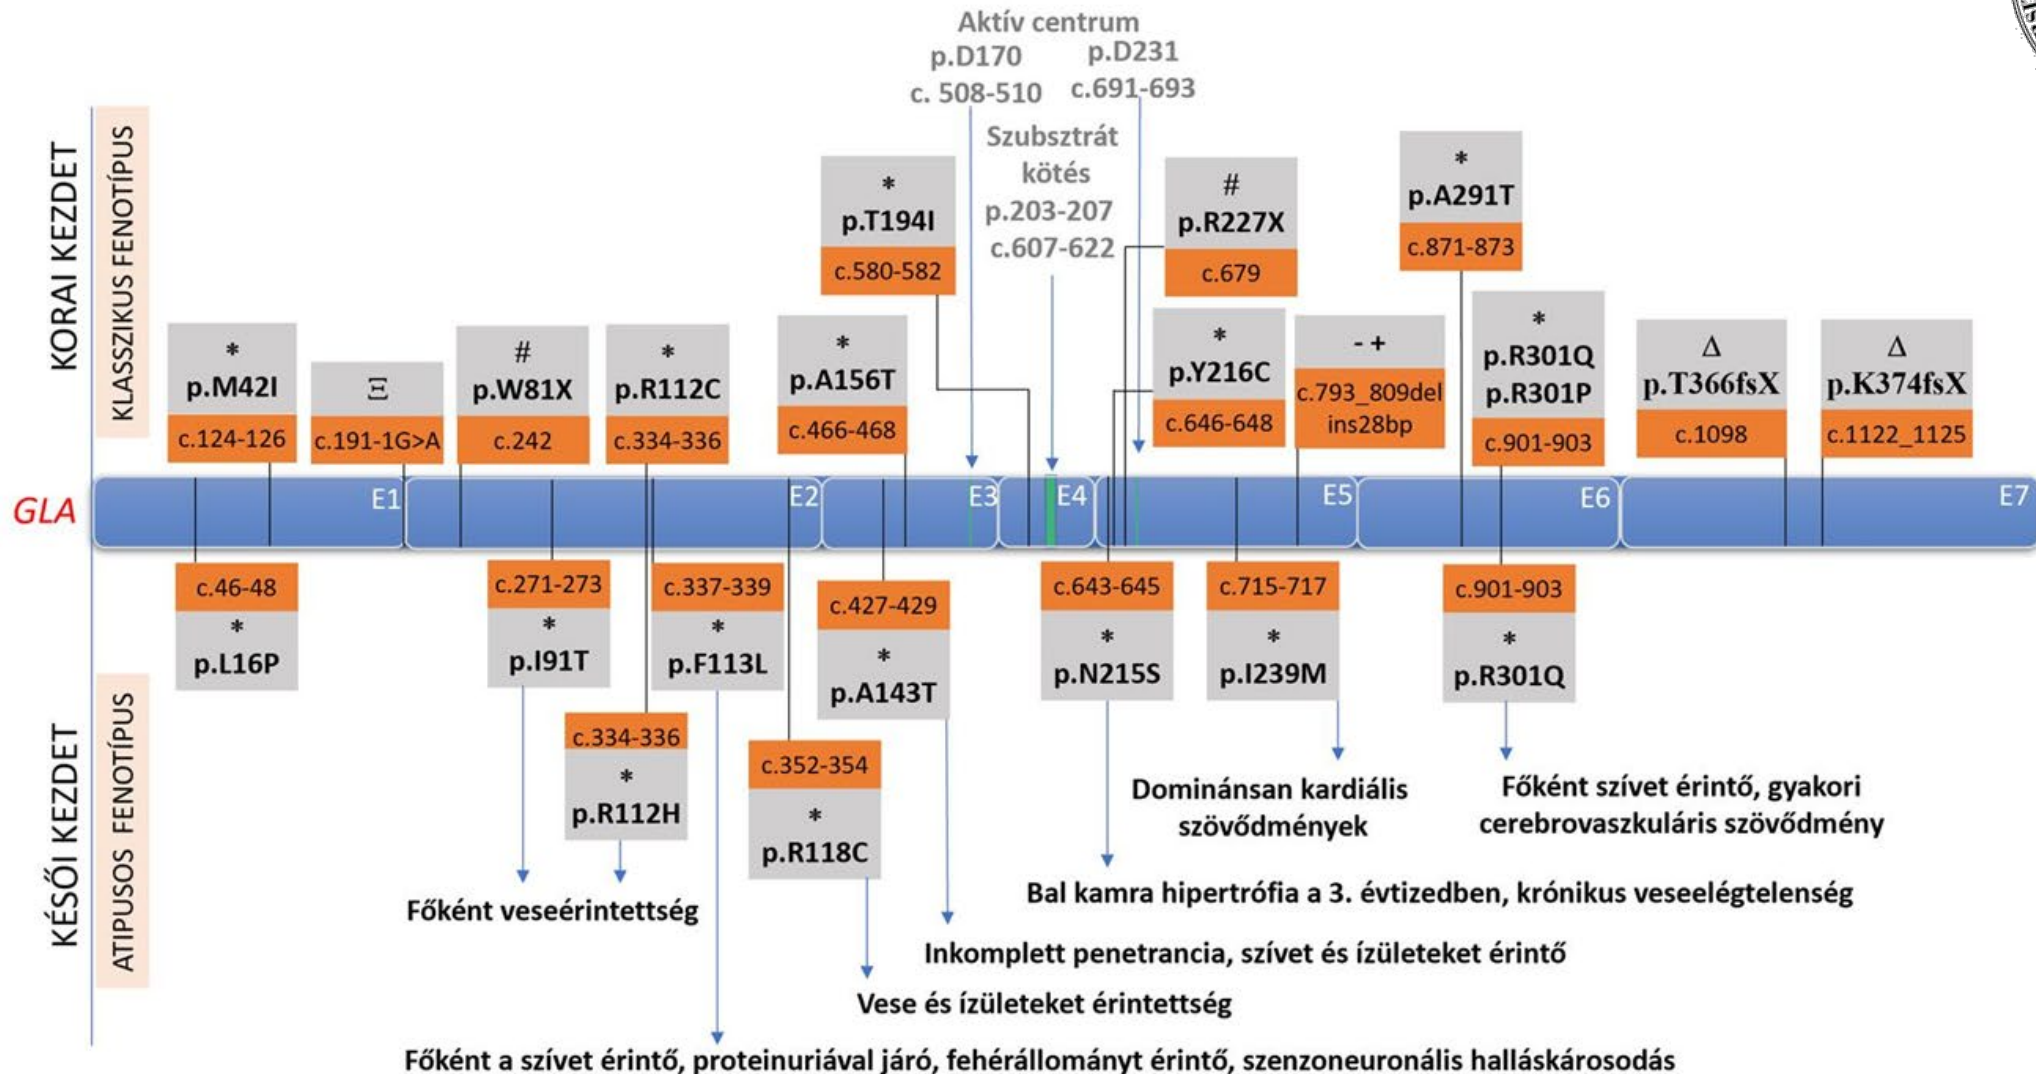 Aktív centrum
p.D170
c. 508-510
p.D231
c.691-693
Szubsztrát
kötés
p.203-207
c.607-622
KORAI KEZDET
KLASSZIKUS FENOTÍPUS
*
p.M42I
c.124-126
Ξ
c.191-1G>A
#
p.W81X
c.242
*
p.R112C
c.334-336
*
p.A156T
c.466-468
*
p.T194I
c.580-582
#
p.R227X
c.679
*
p.Y216C
c.646-648
- +
c.793_809del
ins28bp
*
p.A291T
c.871-873
*
p.R301Q
p.R301P
c.901-903
Δ
p.T366fsX
c.1098
Δ
p.K374fsX
c.1122_1125
GLA
E1
E2
E3
E4
E5
E6
E7
KÉSŐI KEZDET
ATIPUSOS FENOTÍPUS
c.46-48
*
p.L16P
c.271-273
*
p.I91T
c.334-336
*
p.R112H
c.337-339
*
p.F113L
c.352-354
*
p.R118C
c.427-429
*
p.A143T
c.643-645
*
p.N215S
c.715-717
*
p.I239M
c.901-903
*
p.R301Q
Domináns​an kardiális
szövődmények
Főként szívet érintő, gyakori
cerebrovaszkuláris szövődmény
Bal kamra hipertrófia a 3. évtizedben, krónikus veseelégtelenség
Főként veseérintettség
Inkomplett penetrancia, szívet és ízületeket érintő
Vese és ízületeket érintettség
Főként a szívet érintő, proteinuriával járó, fehérállományt érintő, szenzoneuronális halláskárosodás